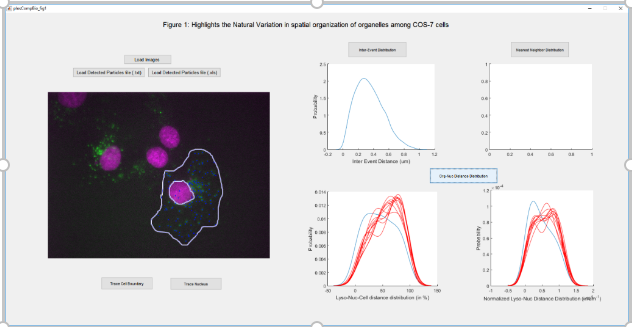 plosCompBio_fig1
Figure 1: Highlights the Natural Variation in spatial organization of organelles among COS-7 cells
Load Images
Load Detected Particles file (.txt)
Load Detected Particles file (.xls)
Trace Cell Boundary
Trace Nucleus
Inter-Event Distribution
Nearest Neighbor Distribution
Probability
2.5
2
1.5
1
0.5
0
-0.2 0 0.2 0.4 0.6 0.8 1 1.2
Inter Event Distance (um)
1
0.8
0.6
0.4
0.2
0
0 0.2 0.4 0.6 0.8 1
Org-Nuc Distance Distribution
Probability
0.014
0.012
0.01
0.008
0.006
0.004
0.002
0
-50 0 50 100 150
Lyso-Nuc-Cell distance distribution (in %)
Probability
1.2
1
0.8
0.6
0.4
0.2
0
-1 -0.5 0 0.5 1 1.5 2
Normalized Lyso-Nuc Distance Distribution